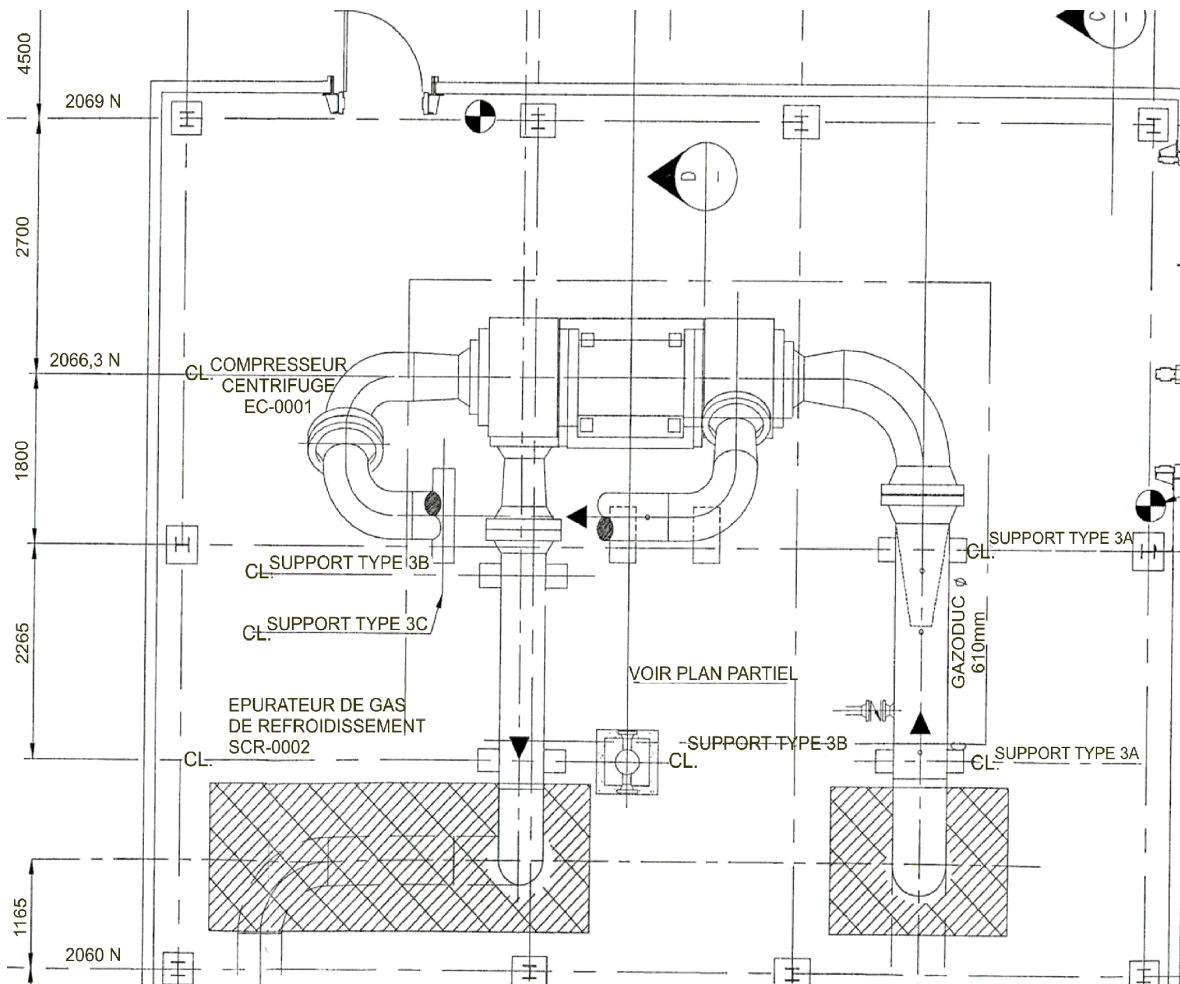 4500
C
2069 N
D
2700
2066,3 N
CL. COMPRESSEUR
CENTRIFUGE
EC-0001
1800
CL. SUPPORT TYPE 3A
CL. SUPPORT TYPE 3B
CL. SUPPORT TYPE 3C
GAZODUC ø
610mm
2265
VOIR PLAN PARTIEL
EPURATEUR DE GAS
DE REFROIDISSEMENT
SCR-0002
CL.
CL. SUPPORT TYPE 3B
CL. SUPPORT TYPE 3A
1165
2060 N